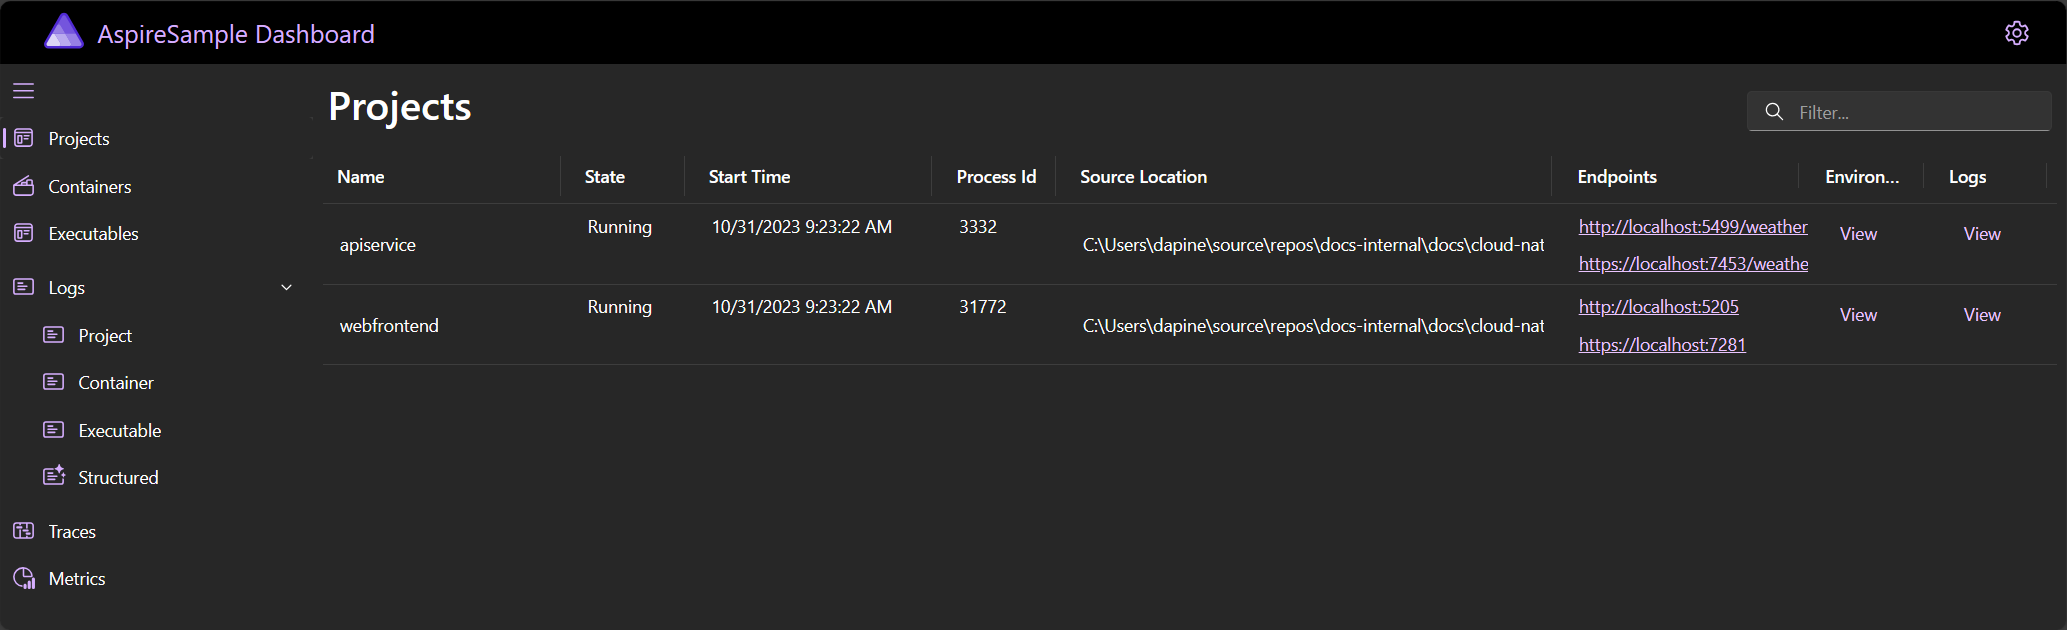 AspireSample Dashboard
Projects
Containers
Executables
Logs
Project
Container
Executable
Structured
Traces
Metrics
Projects
Filter...
Name State Start Time Process Id Source Location Endpoints Environ... Logs
apiservice Running 10/31/2023 9:23:22 AM 3332 C:\Users\dapine\source\repos\docs-internal\docs\cloud-nat http://localhost:5499/weather View View
https://localhost:7453/weathe
webfrontend Running 10/31/2023 9:23:22 AM 31772 C:\Users\dapine\source\repos\docs-internal\docs\cloud-nat http://localhost:5205 View View
https://localhost:7281